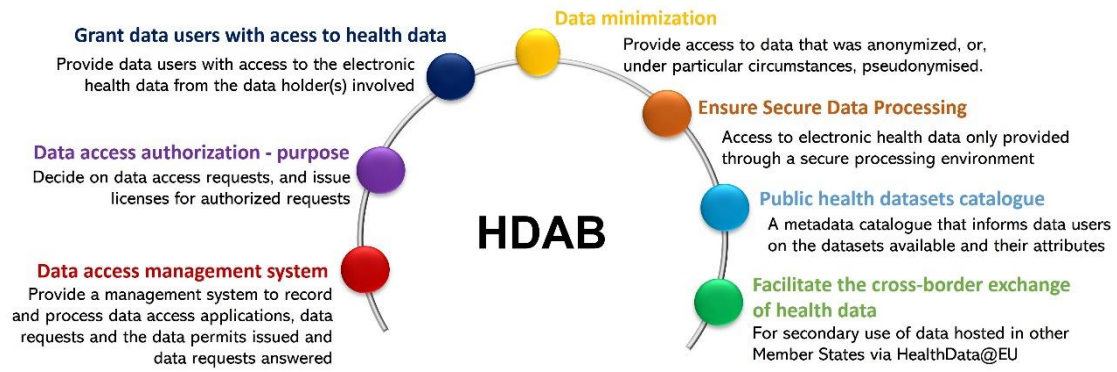 Grant data users with acess to health data
Provide data users with access to the electronic
health data from the data holder(s) involved
Data access authorization - purpose
Decide on data access requests, and issue
licenses for authorized requests
Data access management system
Provide a management system to record
and process data access applications, data
requests and the data permits issued and
data requests answered
HDAB
Data minimization
Provide access to data that was anonymized, or,
under particular circumstances, pseudonymised.
Ensure Secure Data Processing
Access to electronic health data only provided
through a secure processing environment
Public health datasets catalogue
A metadata catalogue that informs data users
on the datasets available and their attributes
Facilitate the cross-border exchange
of health data
For secondary use of data hosted in other
Member States via HealthData@EU